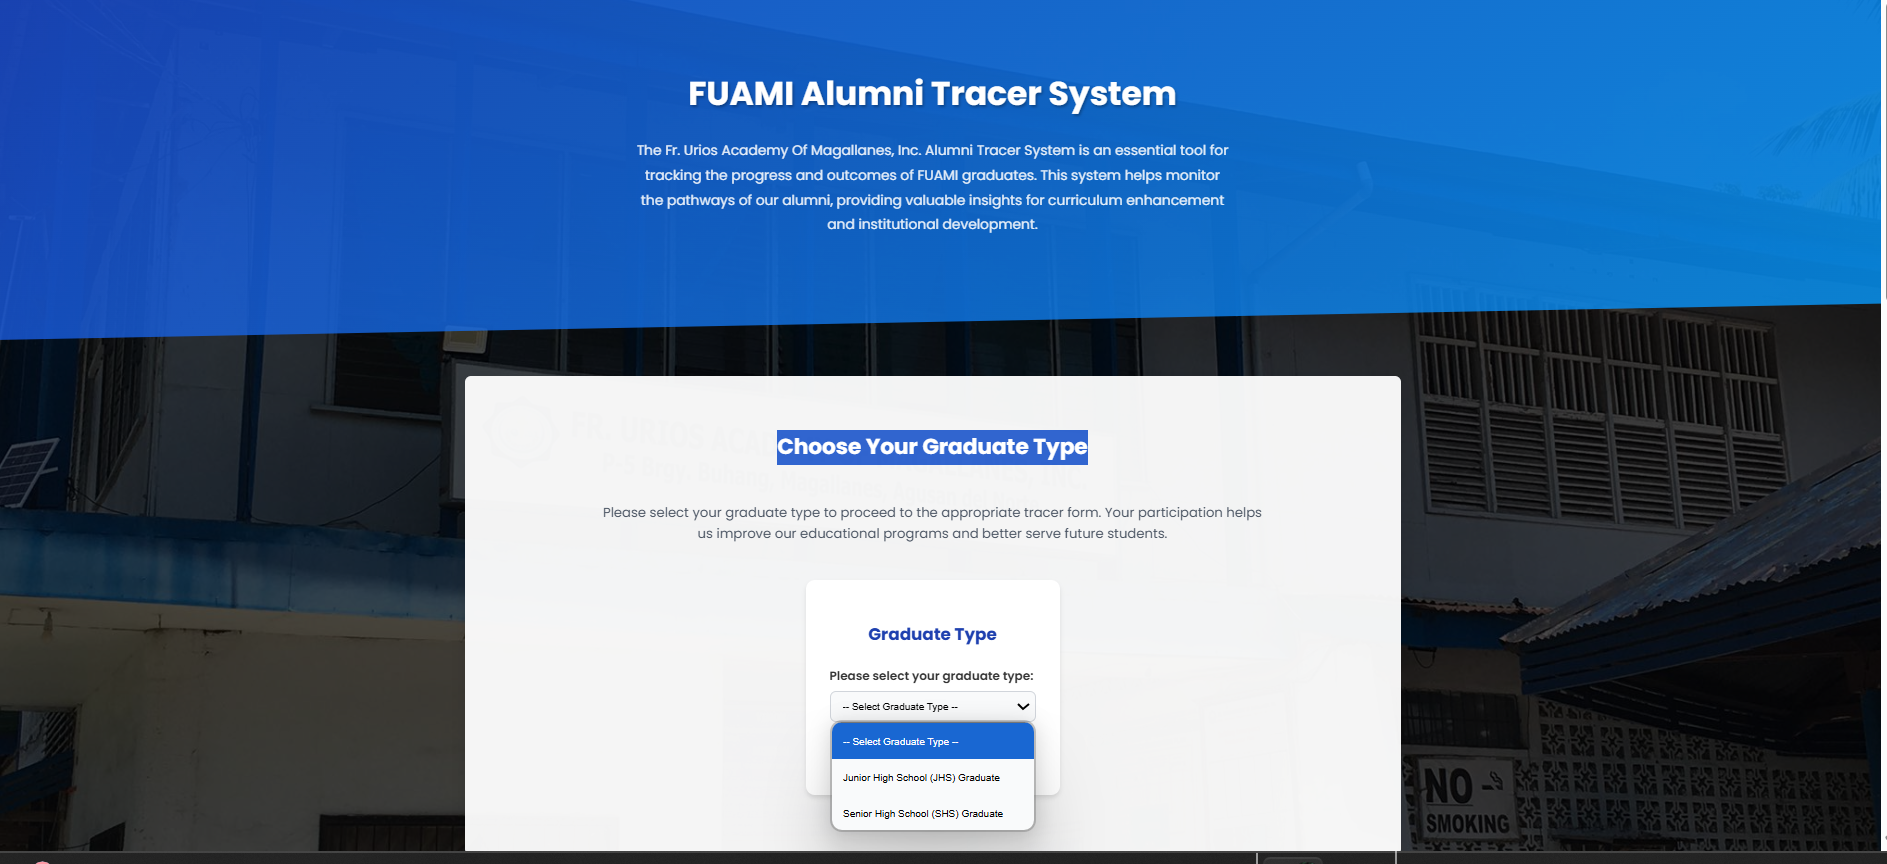 FUAMI Alumni Tracer System
The Fr. Urios Academy Of Magallanes, Inc. Alumni Tracer System is an essential tool for
tracking the progress and outcomes of FUAMI graduates. This system helps monitor
the pathways of our alumni, providing valuable insights for curriculum enhancement
and institutional development.
FR. URIOS ACA
Choose Your Graduate Type
Please select your graduate type to proceed to the appropriate tracer form. Your participation helps
us improve our educational programs and better serve future students.
Graduate Type
Please select your graduate type:
-- Select Graduate Type --
-- Select Graduate Type --
Junior High School (JHS) Graduate
Senior High School (SHS) Graduate
NO
SMOKING